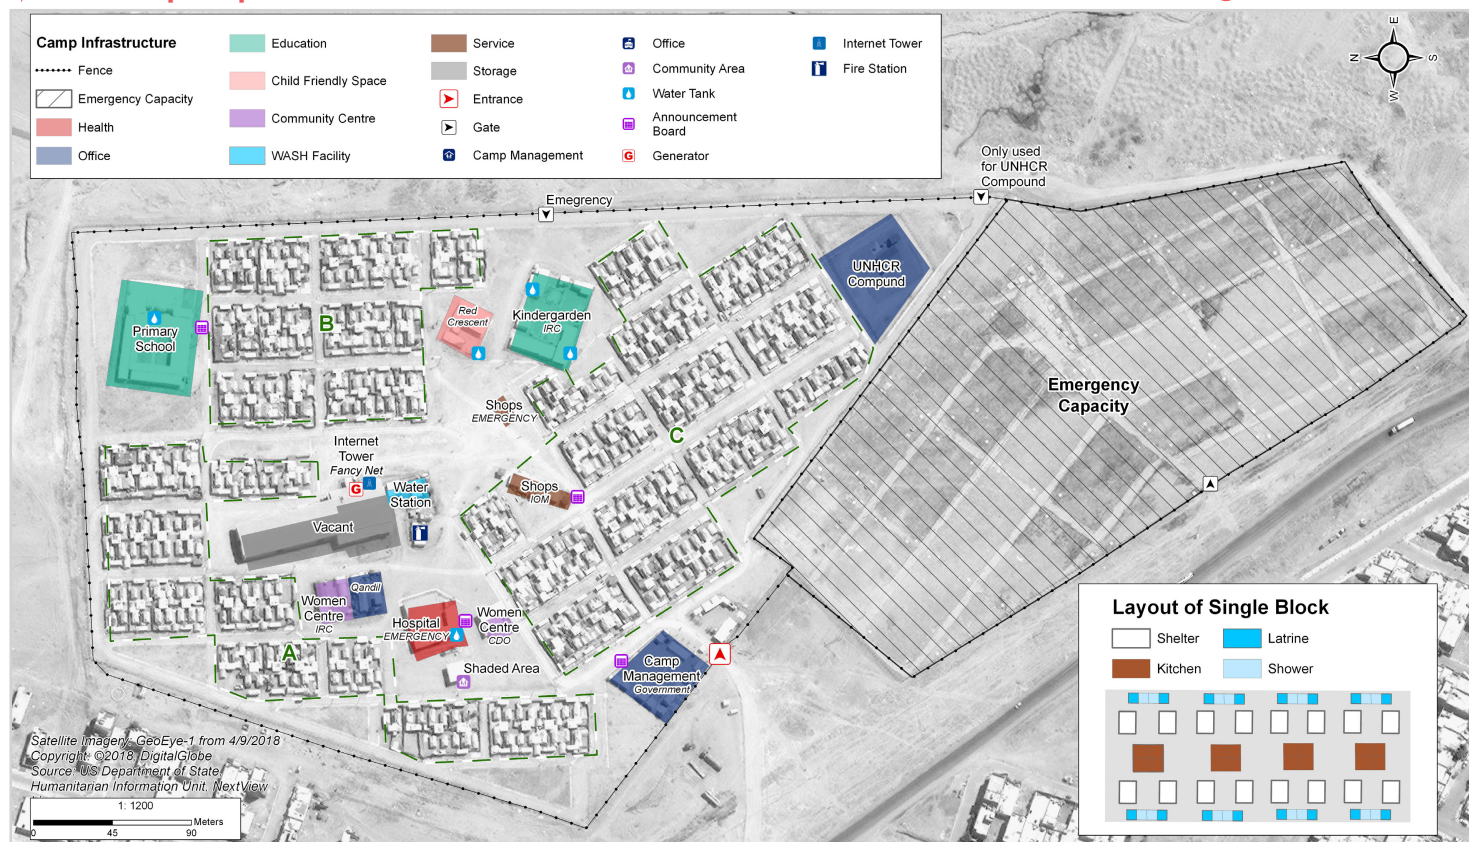 Camp Infrastructure
Fence
Emergency Capacity
Health
Office
Education
Child Friendly Space
Community Centre
WASH Facility
Service
Storage
Entrance
Gate
Camp Management
Office
Community Area
Water Tank
Announcement
Board
G Generator
Internet Tower
Fire Station
E
N
S
W
Only used
for UNHCR
Compound
Emegrency
UNHCR
Compund
Primary
School
B
Red
Crescent
Kindergarden
IRC
Shops
EMERGENCY
C
Emergency
Capacity
Internet
Tower
Fancy Net
G
Water
Station
Shops
IOM
Vacant
Women
Centre
IRC
Qandil
Hospital
EMERGENCY
Women
Centre
CDO
A
Shaded Area
Camp
Management
Government
Satellite Imagery: GeoEye-1 from 4/9/2018
Copyright: ©2018, DigitalGlobe
Source: US Department of State,
Humanitarian Information Unit, NextView
1: 1200
Meters
0 45 90
Layout of Single Block
Shelter
Latrine
Kitchen
Shower